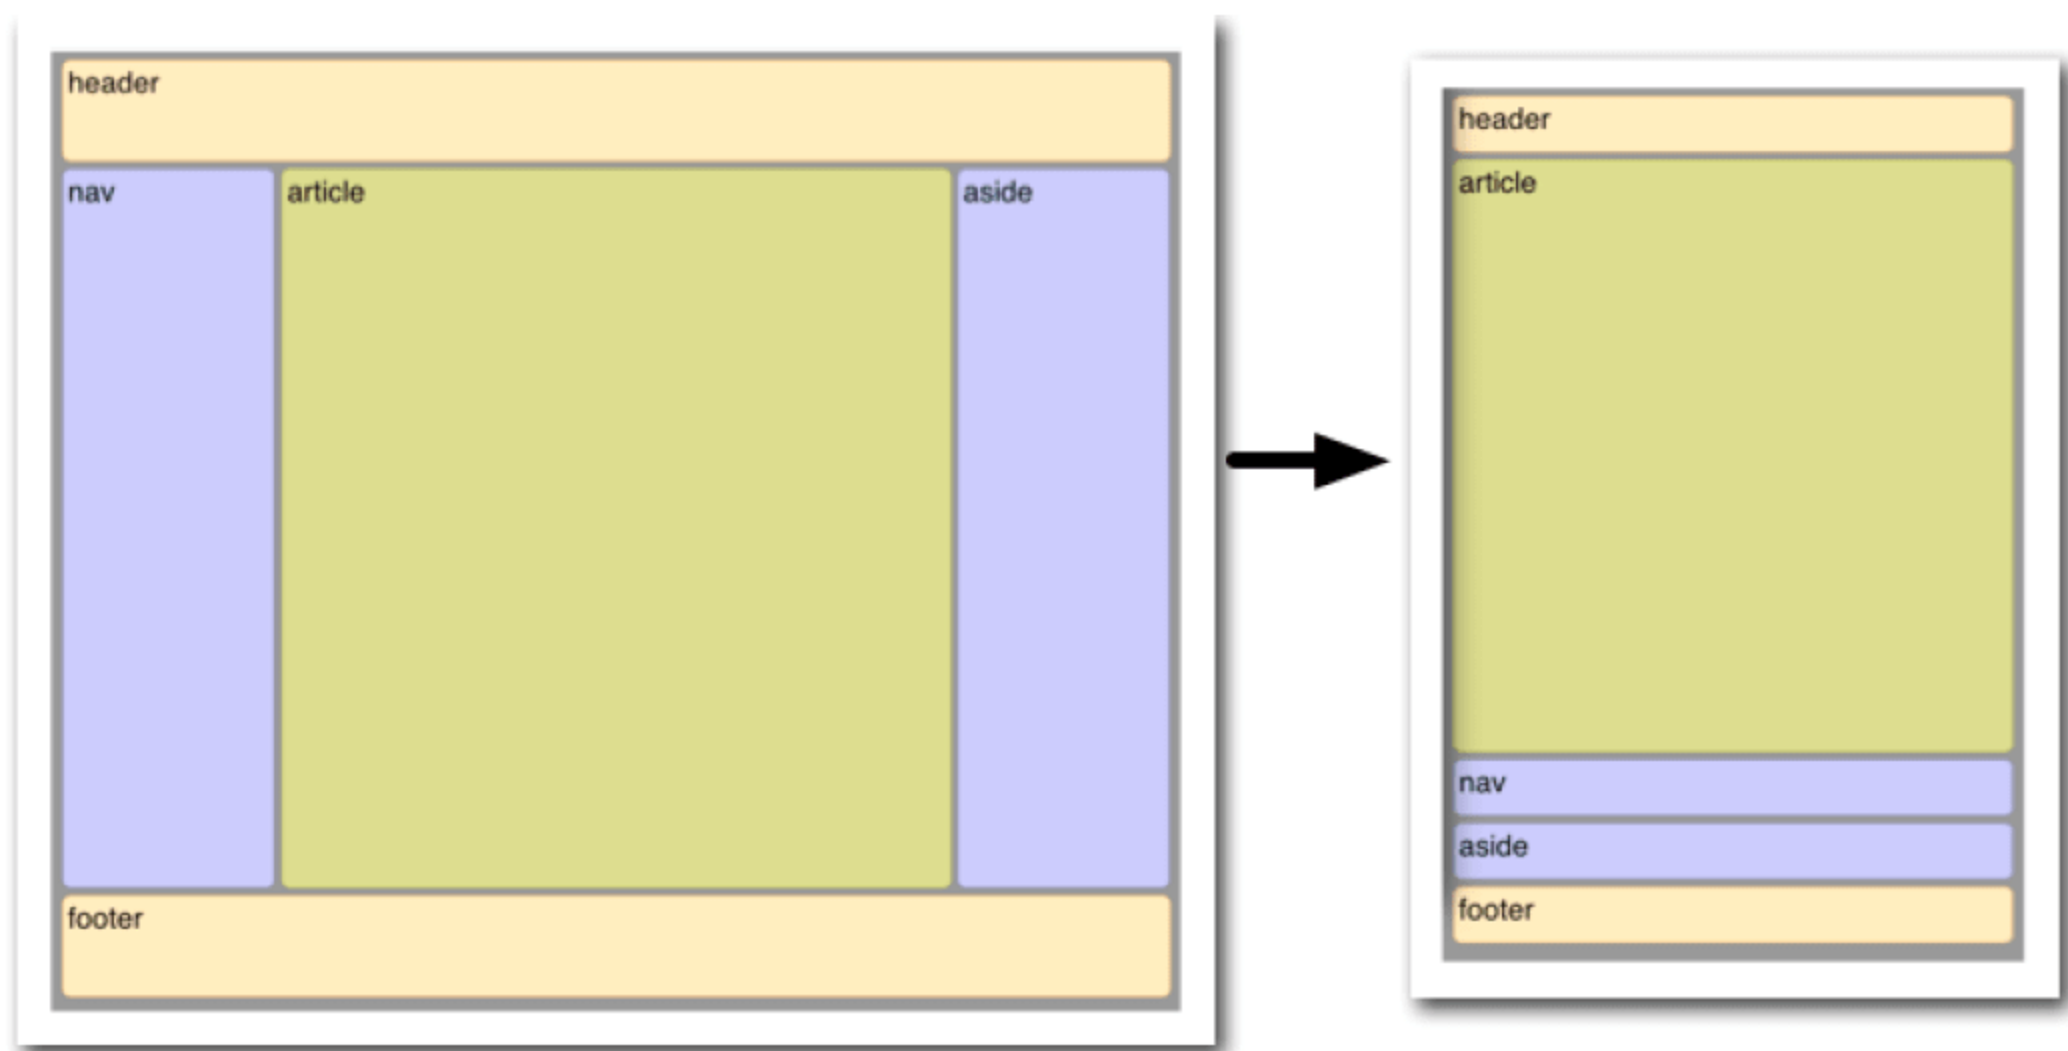 header
nav
article
aside
footer
header
article
nav
aside
footer